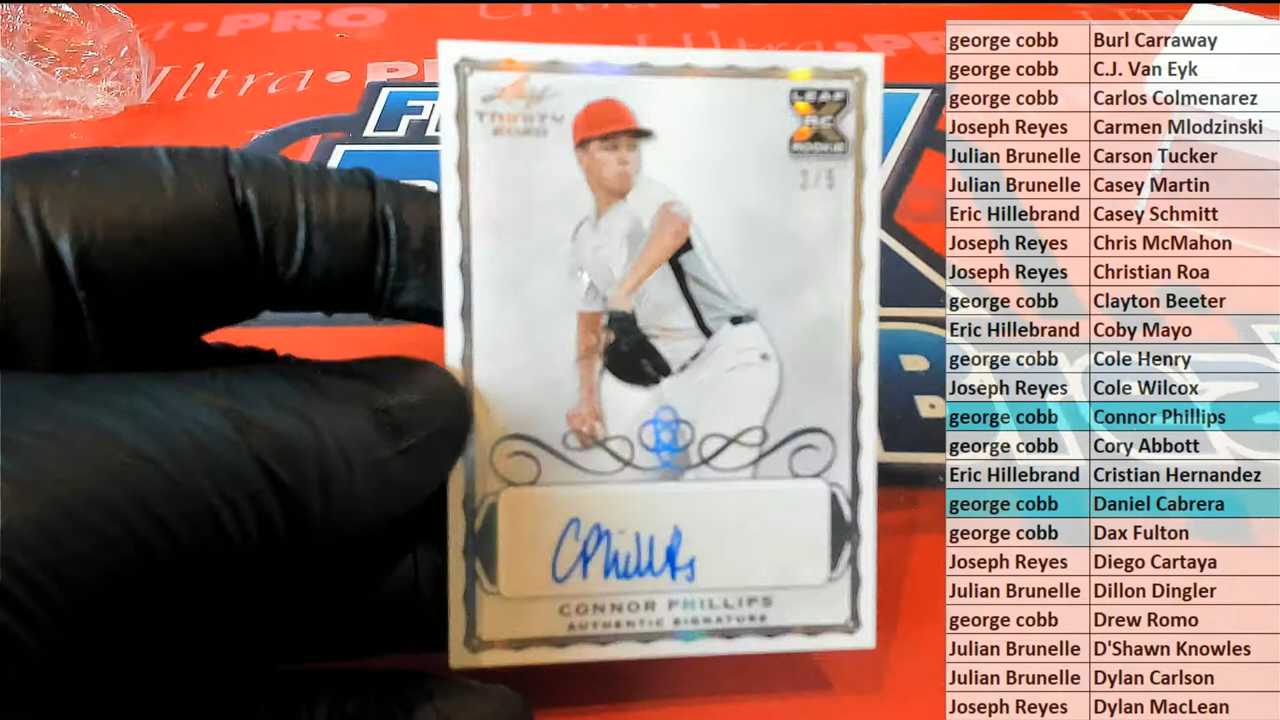 Ultra PRO
Ultra PRO
Leaf
TRINITY
2020
LEAF
RC
ROOKIE
CPhillips
CONNOR PHILLIPS
AUTHENTIC SIGNATURE
george cobb Burl Carraway
george cobb C.J. Van Eyk
george cobb Carlos Colmenarez
Joseph Reyes Carmen Mlodzinski
Julian Brunelle Carson Tucker
Julian Brunelle Casey Martin
Eric Hillebrand Casey Schmitt
Joseph Reyes Chris McMahon
Joseph Reyes Christian Roa
george cobb Clayton Beeter
Eric Hillebrand Coby Mayo
george cobb Cole Henry
Joseph Reyes Cole Wilcox
george cobb Connor Phillips
george cobb Cory Abbott
Eric Hillebrand Cristian Hernandez
george cobb Daniel Cabrera
george cobb Dax Fulton
Joseph Reyes Diego Cartaya
Julian Brunelle Dillon Dingler
george cobb Drew Romo
Julian Brunelle D'Shawn Knowles
Julian Brunelle Dylan Carlson
Joseph Reyes Dylan MacLean